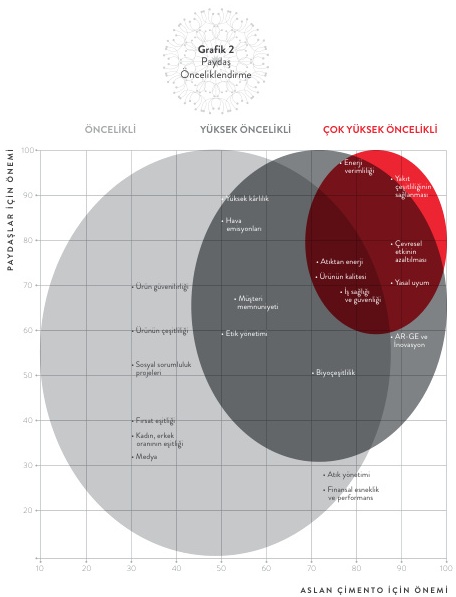 Grafik 2
Paydaş
Önceliklendirme
ÖNCELİKLİ
YÜKSEK ÖNCELİKLİ
ÇOK YÜKSEK ÖNCELİKLİ
PAYDAŞLAR İÇİN ÖNEMİ
100
90
80
70
60
50
40
30
20
• Enerji
verimliliği
• Yakıt
çeşitliliğinin
sağlanması
• Yüksek kârlılık
• Hava
emisyonları
• Çevresel
etkinin
azaltılması
• Atıktan enerji
• Ürünün kalitesi
• Yasal uyum
• Ürün güvenilirliği
• İş sağlığı
ve güvenliği
• Müşteri
memnuniyeti
• Ürünün çeşitliliği
• Etik yönetimi
• AR-GE ve
İnovasyon
• Sosyal sorumluluk
projeleri
• Biyoçeşitlilik
• Fırsat eşitliği
• Kadın, erkek
oranının eşitliği
• Medya
• Atık yönetimi
• Finansal esneklik
ve performans
10
20
30
40
50
60
70
80
90
100
ASLAN ÇİMENTO İÇİN ÖNEMİ